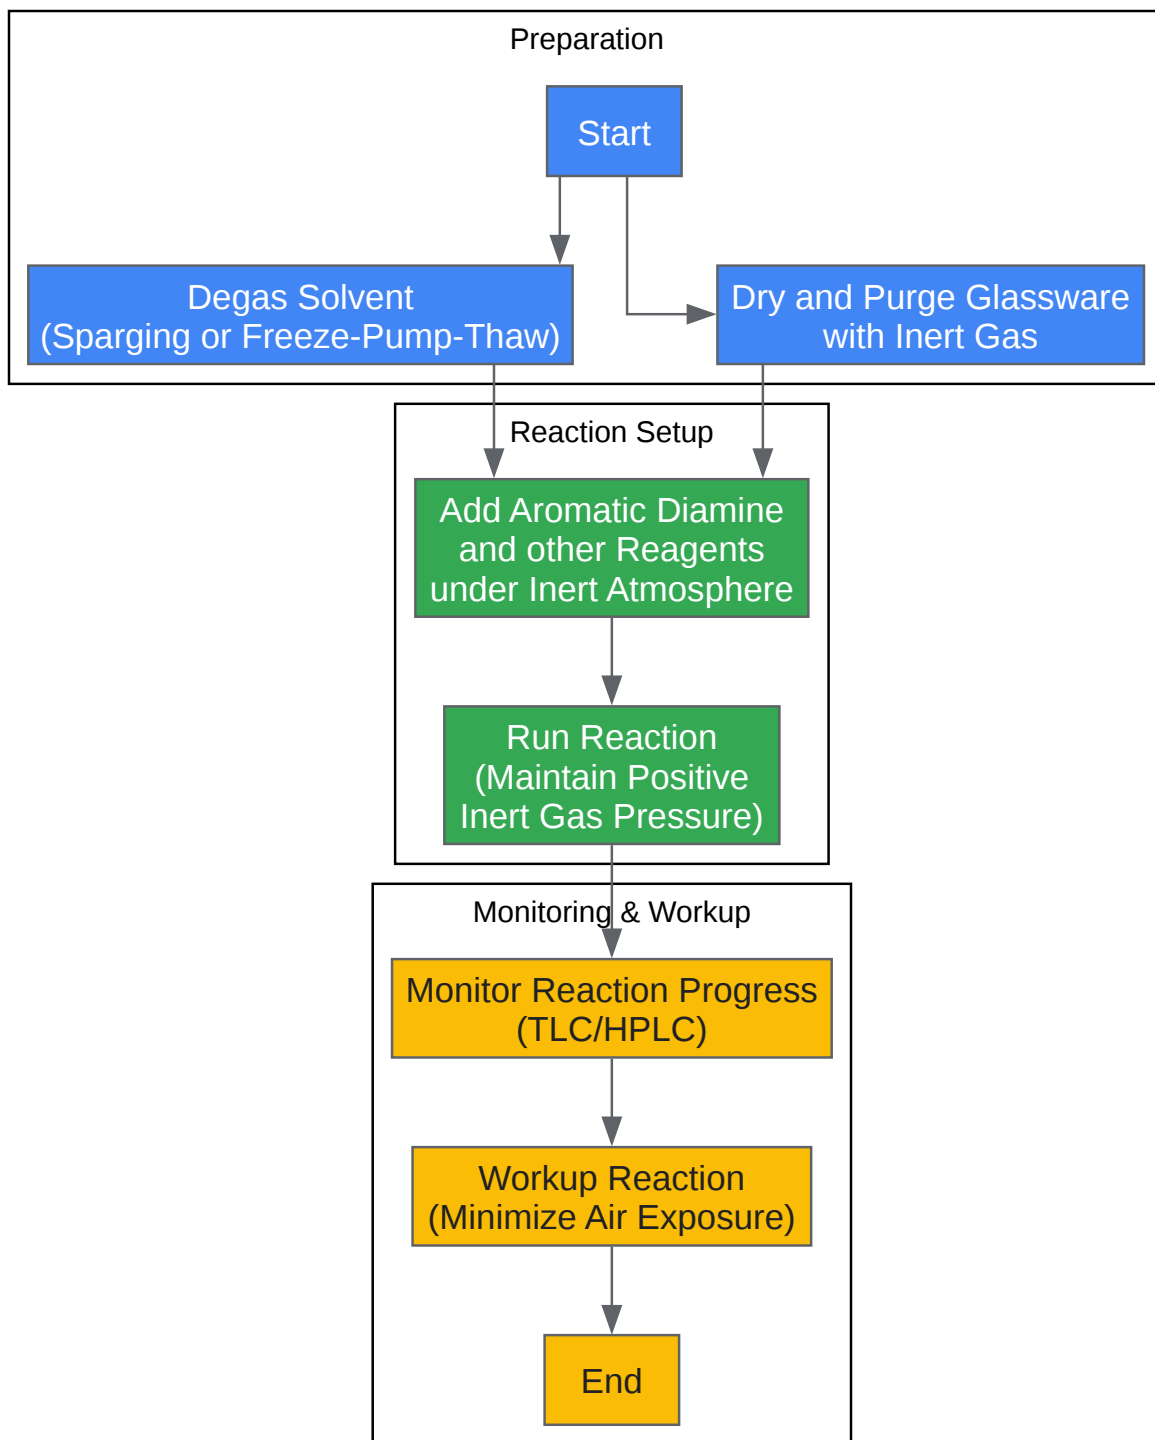 Preparation
Start
Degas Solvent
(Sparging or Freeze-Pump-Thaw)
Dry and Purge Glassware
with Inert Gas
Reaction Setup
Add Aromatic Diamine
and other Reagents
under Inert Atmosphere
Run Reaction
(Maintain Positive
Inert Gas Pressure)
Monitoring & Workup
Monitor Reaction Progress
(TLC/HPLC)
Workup Reaction
(Minimize Air Exposure)
End